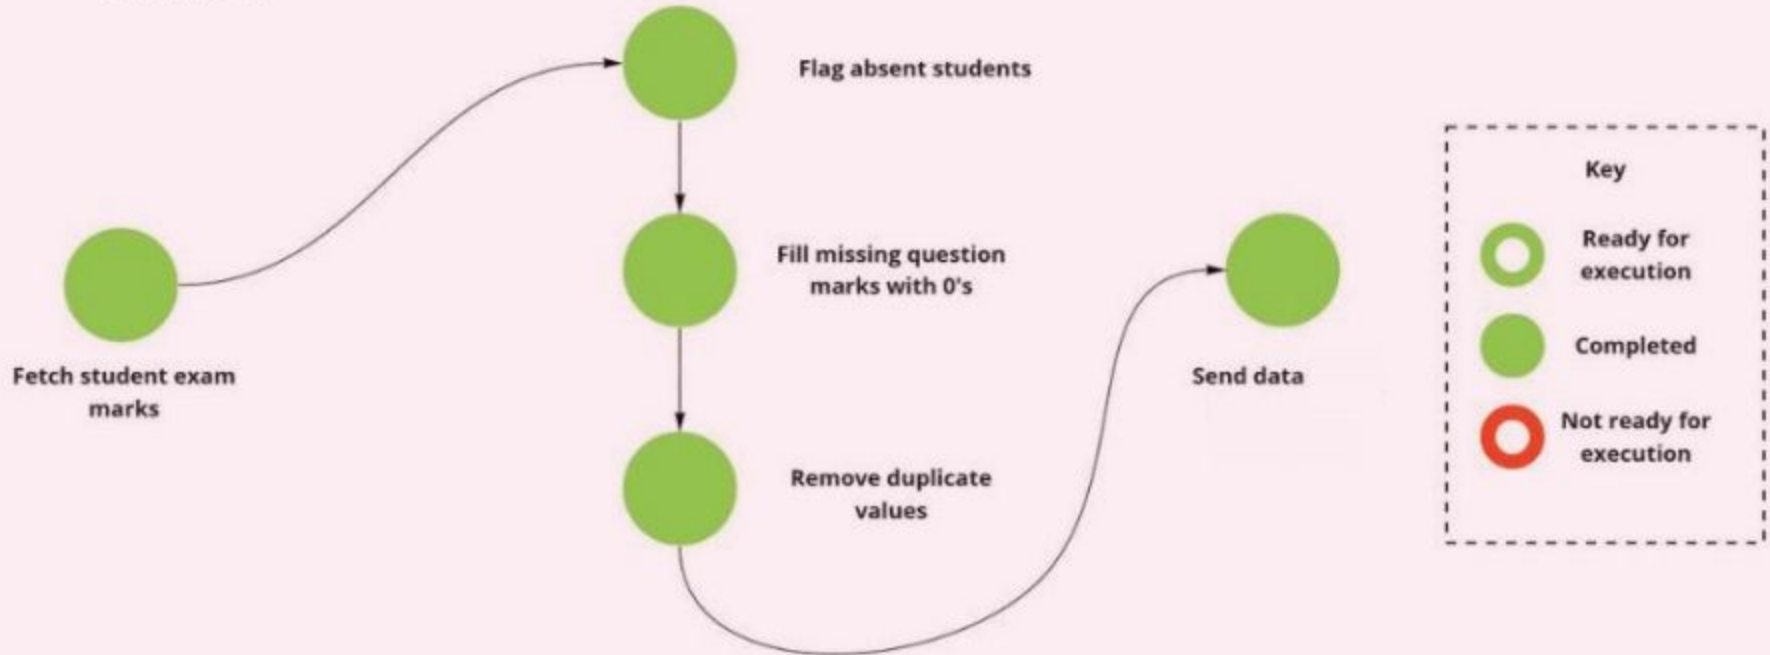 Flag absent students
Fill missing question
marks with 0's
Fetch student exam
marks
Remove duplicate
values
Send data
Key
Ready for
execution
Completed
Not ready for
execution